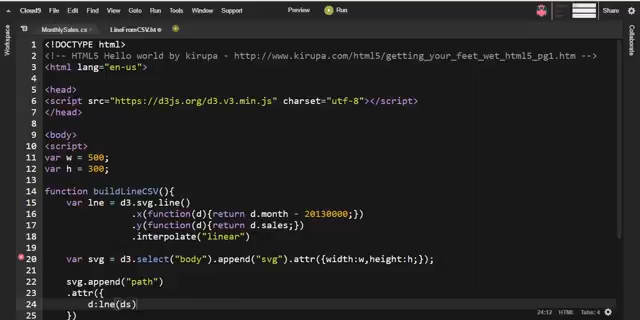 Cloud9 File Edit Find View Goto Run Tools Window Support Preview Run Share
MonthlySales.cs LineFromCSV.ht
Workspace
Collaborate
1 <!DOCTYPE html>
2 <!-- HTML5 Hello world by kirupa - http://www.kirupa.com/html5/getting_your_feet_wet_html5_pg1.htm -->
3 <html lang="en-us">
4
5 <head>
6 <script src="https://d3js.org/d3.v3.min.js" charset="utf-8"></script>
7 </head>
8
9 <body>
10 <script>
11 var w = 500;
12 var h = 300;
13
14 function buildLineCSV(){
15 var lne = d3.svg.line()
16 .x(function(d){return d.month - 20130000;})
17 .y(function(d){return d.sales;})
18 .interpolate("linear")
19
20 var svg = d3.select("body").append("svg").attr({width:w,height:h;});
21
22 svg.append("path")
23 .attr({
24 d:lne(ds)
25 })
24:12 HTML Tabs: 4